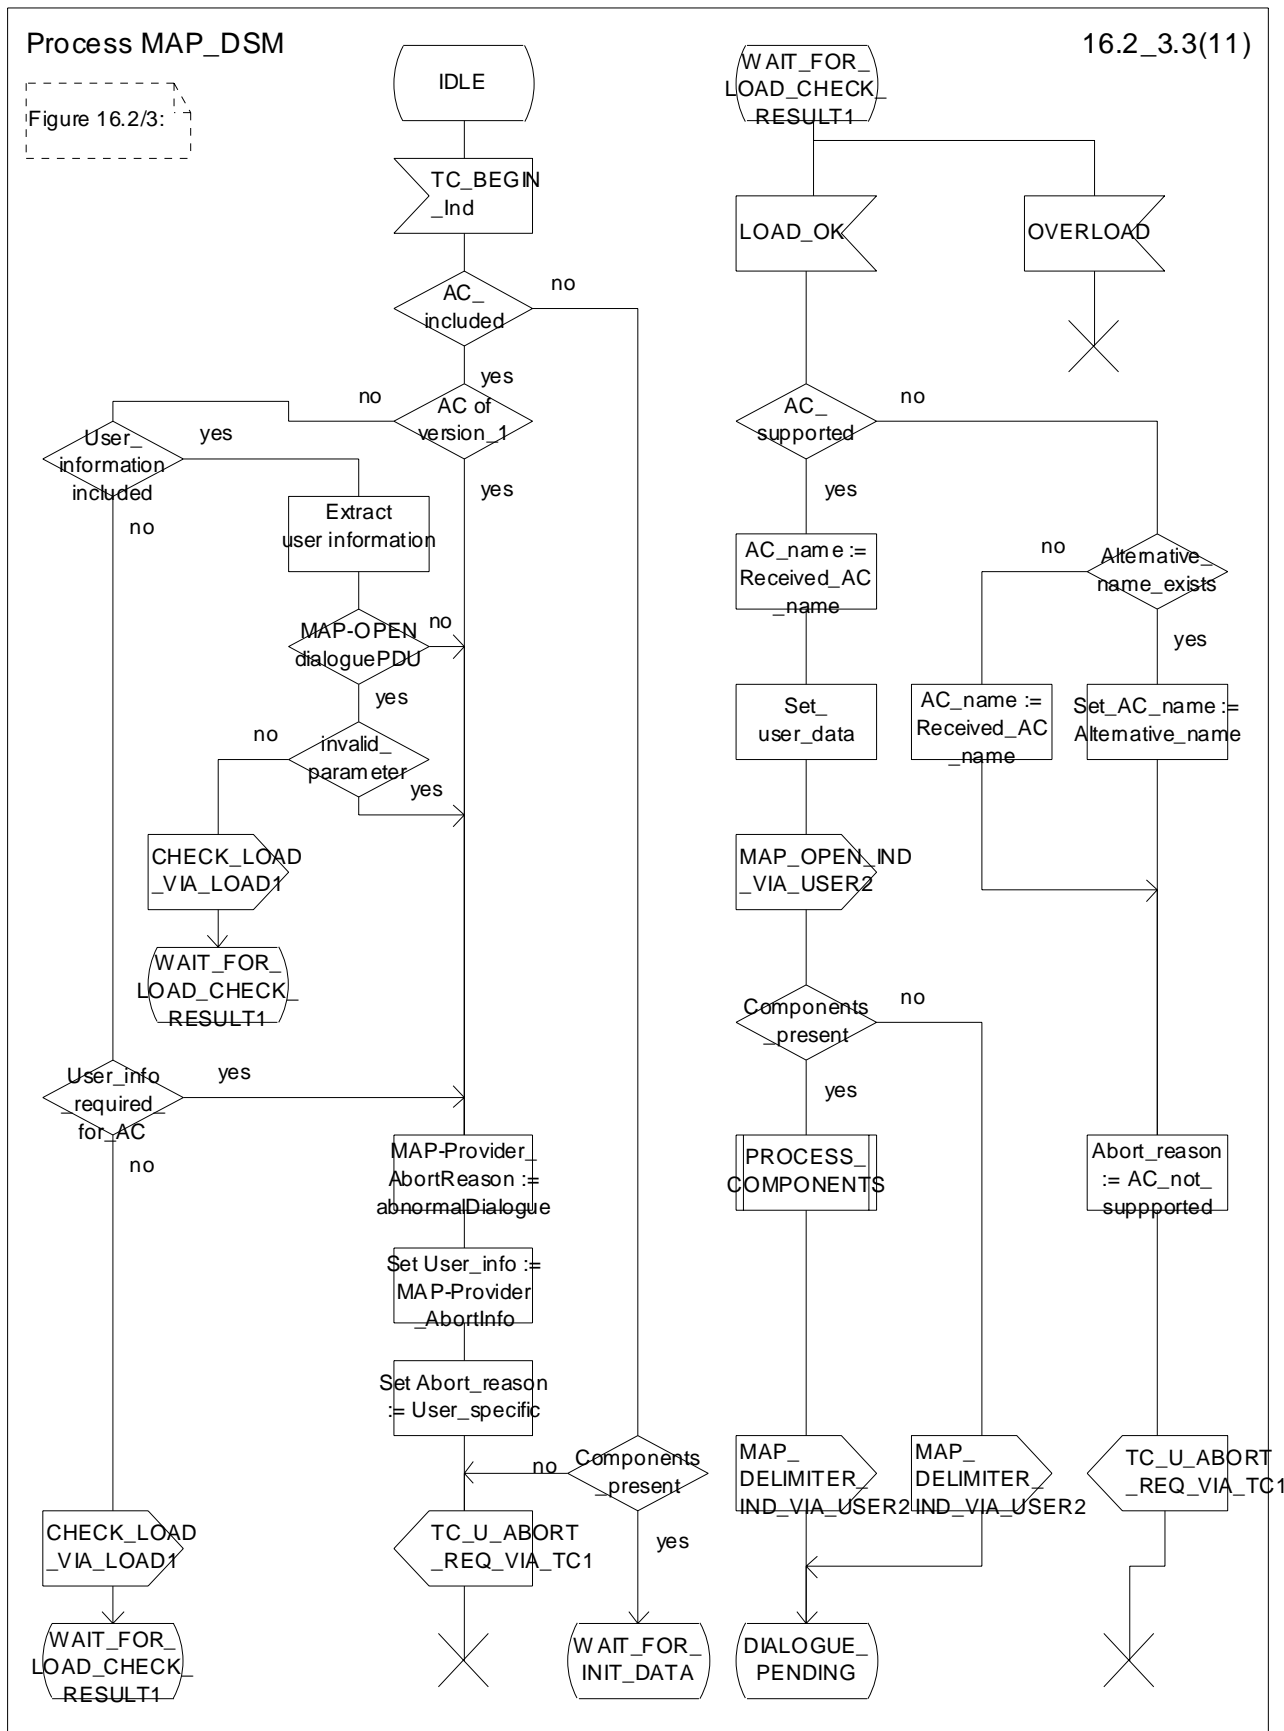 Process MAP_DSM
16.2_3.3(11)
Figure 16.2/3:
IDLE
TC_BEGIN
_Ind
AC_
included
no
yes
AC of
version_1
no
yes
User_
information
included
yes
no
Extract
user information
MAP-OPEN
dialoguePDU
no
yes
invalid_
parameter
no
yes
CHECK_LOAD
_VIA_LOAD1
WAIT_FOR_
LOAD_CHECK_
RESULT1
User_info
_required_
for_AC
yes
no
MAP-Provider_
AbortReason :=
abnormalDialogue
Set User_info :=
MAP-Provider
_AbortInfo
Set Abort_reason
:= User_specific
Components
_present
no
yes
CHECK_LOAD
_VIA_LOAD1
TC_U_ABORT
_REQ_VIA_TC1
WAIT_FOR_
LOAD_CHECK_
RESULT1
WAIT_FOR_
INIT_DATA
WAIT_FOR_
LOAD_CHECK_
RESULT1
LOAD_OK
OVERLOAD
AC_
supported
no
yes
AC_name :=
Received_AC
_name
Alternative_
name_exists
no
yes
Set_
user_data
AC_name :=
Received_AC
_name
Set_AC_name :=
Alternative_name
MAP_OPEN_IND
_VIA_USER2
Components
_present
no
yes
PROCESS_
COMPONENTS
Abort_reason
:= AC_not_
suppported
MAP_
DELIMITER_
IND_VIA_USER2
MAP_
DELIMITER_
IND_VIA_USER2
TC_U_ABORT
_REQ_VIA_TC1
DIALOGUE_
PENDING